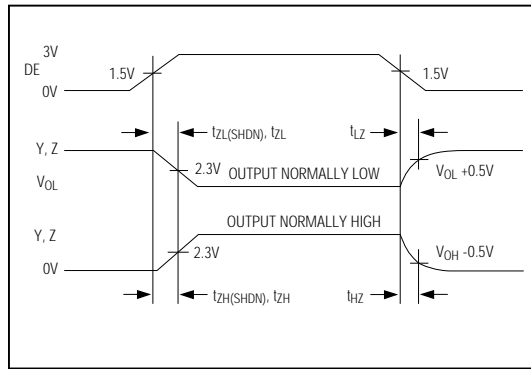 3V
DE
1.5V
1.5V
0V
tZL(SHDN), tZL
tLZ
Y, Z
2.3V
OUTPUT NORMALLY LOW
VOL +0.5V
VOL
OUTPUT NORMALLY HIGH
Y, Z
2.3V
VOH -0.5V
0V
tZH(SHDN), tZH
tHZ